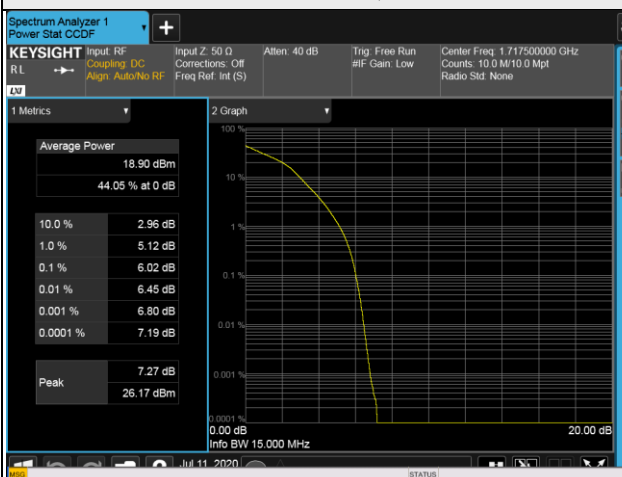 Spectrum Analyzer 1
Power Stat CCDF
+
KEYSIGHT
RL
LXI
Input: RF
Coupling: DC
Align: Auto/No RF
Input Z: 50 Ω
Corrections: Off
Freq Ref: Int (S)
Atten: 40 dB
Trig: Free Run
#IF Gain: Low
Center Freq: 1.717500000 GHz
Counts: 10.0 M/10.0 Mpt
Radio Std: None
1 Metrics
Average Power
18.90 dBm
44.05 % at 0 dB
10.0 % 2.96 dB
1.0 % 5.12 dB
0.1 % 6.02 dB
0.01 % 6.45 dB
0.001 % 6.80 dB
0.0001 % 7.19 dB
Peak
7.27 dB
26.17 dBm
2 Graph
100 %
10 %
1 %
0.1 %
0.01 %
0.001 %
0.0001 %
0.00 dB
20.00 dB
Info BW 15.000 MHz
Jul 11, 2020
MSG
STATUS